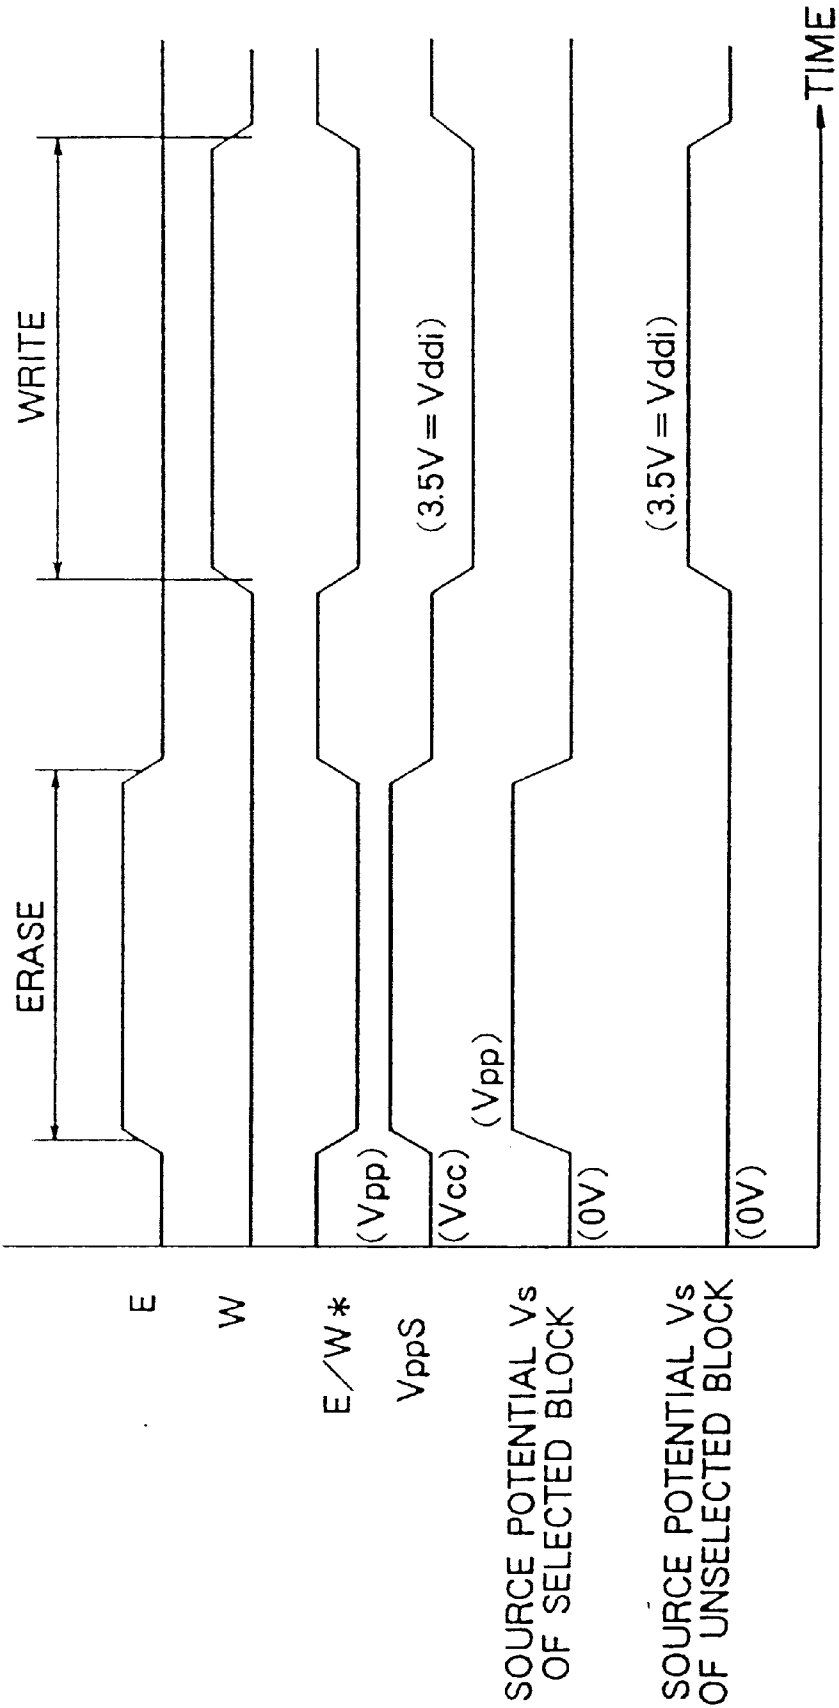 ERASE
WRITE
E
W
E/W*
(Vpp)
VppS
(Vcc)
(3.5V=Vddi)
(Vpp)
SOURCE POTENTIAL Vs
OF SELECTED BLOCK
(0V)
(3.5V=Vddi)
SOURCE POTENTIAL Vs
OF UNSELECTED BLOCK
(0V)
TIME